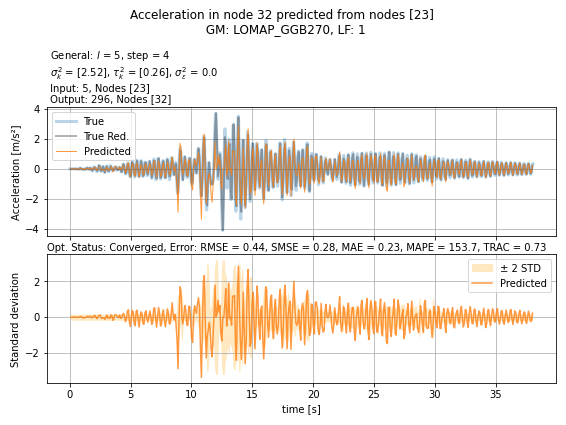 Acceleration in node 32 predicted from nodes [23]
GM: LOMAP_GGB270, LF: 1
General: l = 5, step = 4
σ²ₖ = [2.52], τ²ₖ = [0.26], σ²ε = 0.0
Input: 5, Nodes [23]
Output: 296, Nodes [32]
4
2
0
−2
−4
Acceleration [m/s²]
True
True Red.
Predicted
Opt. Status: Converged, Error: RMSE = 0.44, SMSE = 0.28, MAE = 0.23, MAPE = 153.7, TRAC = 0.73
2
0
−2
Standard deviation
± 2 STD
Predicted
0 5 10 15 20 25 30 35
time [s]